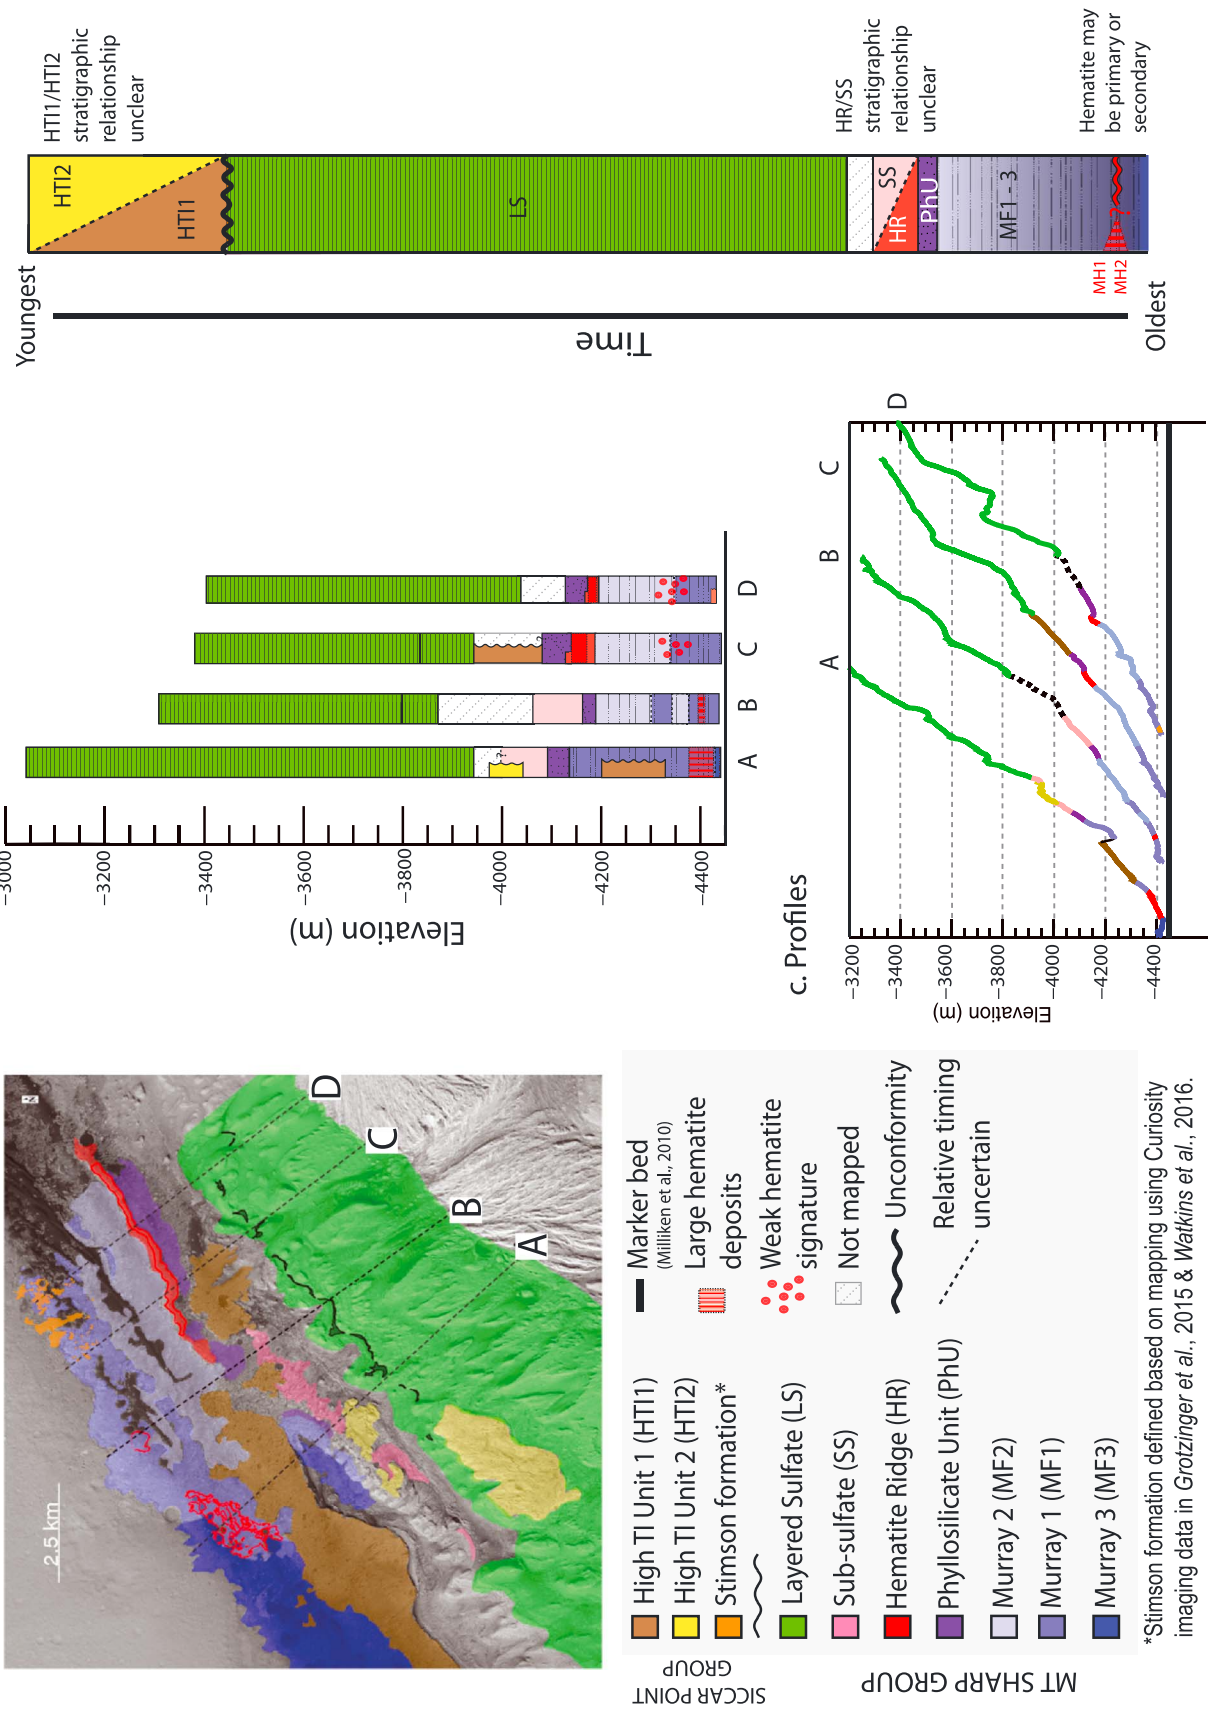 N
2.5 km
A
B
C
D
-3000
-3200
-3400
-3600
-3800
-4000
-4200
-4400
Elevation (m)
?
?
A
B
C
D
Youngest
Time
Oldest
HTI2
HTI1
LS
SS
HR
PhU
MF1 - 3
?
MH1
MH2
HTI1/HTI2
stratigraphic
relationship
unclear
HR/SS
stratigraphic
relationship
unclear
Hematite may
be primary or
secondary
c. Profiles
A
B
C
D
-3200
-3400
-3600
-3800
-4000
-4200
-4400
Elevation (m)
SICCAR POINT
GROUP
High TI Unit 1 (HTI1)
High TI Unit 2 (HTI2)
Stimson formation*
MT SHARP GROUP
Layered Sulfate (LS)
Sub-sulfate (SS)
Hematite Ridge (HR)
Phyllosilicate Unit (PhU)
Murray 2 (MF2)
Murray 1 (MF1)
Murray 3 (MF3)
Marker bed
(Milliken et al., 2010)
Large hematite
deposits
Weak hematite
signature
Not mapped
Unconformity
Relative timing
uncertain
*Stimson formation defined based on mapping using Curiosity
imaging data in Grotzinger et al., 2015 & Watkins et al., 2016.